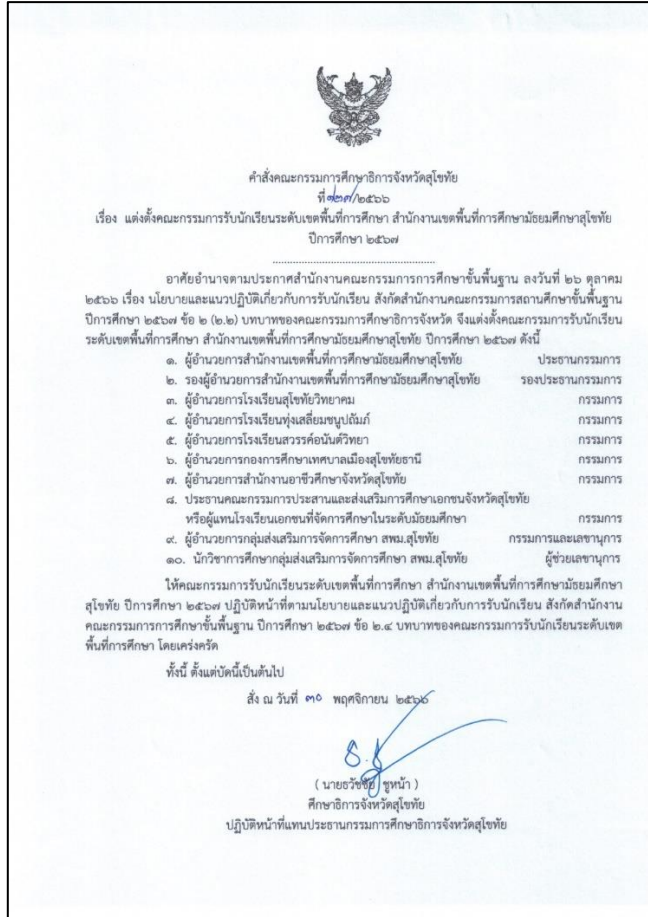 คำสั่งคณะกรรมการศึกษาธิการจังหวัดสุโขทัย
ที่ /๒๕๖๖
เรื่อง แต่งตั้งคณะกรรมการรับนักเรียนระดับเขตพื้นที่การศึกษา สำนักงานเขตพื้นที่การศึกษามัธยมศึกษาสุโขทัย
ปีการศึกษา ๒๕๖๗
อาศัยอำนาจตามประกาศสำนักงานคณะกรรมการการศึกษาขั้นพื้นฐาน ลงวันที่ ๒๖ ตุลาคม
๒๕๖๖ เรื่อง นโยบายและแนวปฏิบัติเกี่ยวกับการรับนักเรียน สังกัดสำนักงานคณะกรรมการสถานศึกษาขั้นพื้นฐาน
ปีการศึกษา ๒๕๖๗ ข้อ ๒ (๒.๒) บทบาทของคณะกรรมการศึกษาธิการจังหวัด จึงแต่งตั้งคณะกรรมการรับนักเรียน
ระดับเขตพื้นที่การศึกษา สำนักงานเขตพื้นที่การศึกษามัธยมศึกษาสุโขทัย ปีการศึกษา ๒๕๖๗ ดังนี้
๑. ผู้อำนวยการสำนักงานเขตพื้นที่การศึกษามัธยมศึกษาสุโขทัย ประธานกรรมการ
๒. รองผู้อำนวยการสำนักงานเขตพื้นที่การศึกษามัธยมศึกษาสุโขทัย รองประธานกรรมการ
๓. ผู้อำนวยการโรงเรียนสุโขทัยวิทยาคม กรรมการ
๔. ผู้อำนวยการโรงเรียนทุ่งเสลี่ยมชนูปถัมภ์ กรรมการ
๕. ผู้อำนวยการโรงเรียนสวรรค์อนันต์วิทยา กรรมการ
๖. ผู้อำนวยการกองการศึกษาเทศบาลเมืองสุโขทัยธานี กรรมการ
๗. ผู้อำนวยการสำนักงานอาชีวศึกษาจังหวัดสุโขทัย กรรมการ
๘. ประธานคณะกรรมการประสานและส่งเสริมการศึกษาเอกชนจังหวัดสุโขทัย
หรือผู้แทนโรงเรียนเอกชนที่จัดการศึกษาในระดับมัธยมศึกษา กรรมการ
๙. ผู้อำนวยการกลุ่มส่งเสริมการจัดการศึกษา สพม.สุโขทัย กรรมการและเลขานุการ
๑๐. นักวิชาการศึกษากลุ่มส่งเสริมการจัดการศึกษา สพม.สุโขทัย ผู้ช่วยเลขานุการ
ให้คณะกรรมการรับนักเรียนระดับเขตพื้นที่การศึกษา สำนักงานเขตพื้นที่การศึกษามัธยมศึกษา
สุโขทัย ปีการศึกษา ๒๕๖๗ ปฏิบัติหน้าที่ตามนโยบายและแนวปฏิบัติเกี่ยวกับการรับนักเรียน สังกัดสำนักงาน
คณะกรรมการการศึกษาขั้นพื้นฐาน ปีการศึกษา ๒๕๖๗ ข้อ ๒.๔ บทบาทของคณะกรรมการรับนักเรียนระดับเขต
พื้นที่การศึกษา โดยเคร่งครัด
ทั้งนี้ ตั้งแต่บัดนี้เป็นต้นไป
สั่ง ณ วันที่ ๓๐ พฤศจิกายน ๒๕๖๖
( นายธวัชชัย ชูหน้า )
ศึกษาธิการจังหวัดสุโขทัย
ปฏิบัติหน้าที่แทนประธานกรรมการศึกษาธิการจังหวัดสุโขทัย